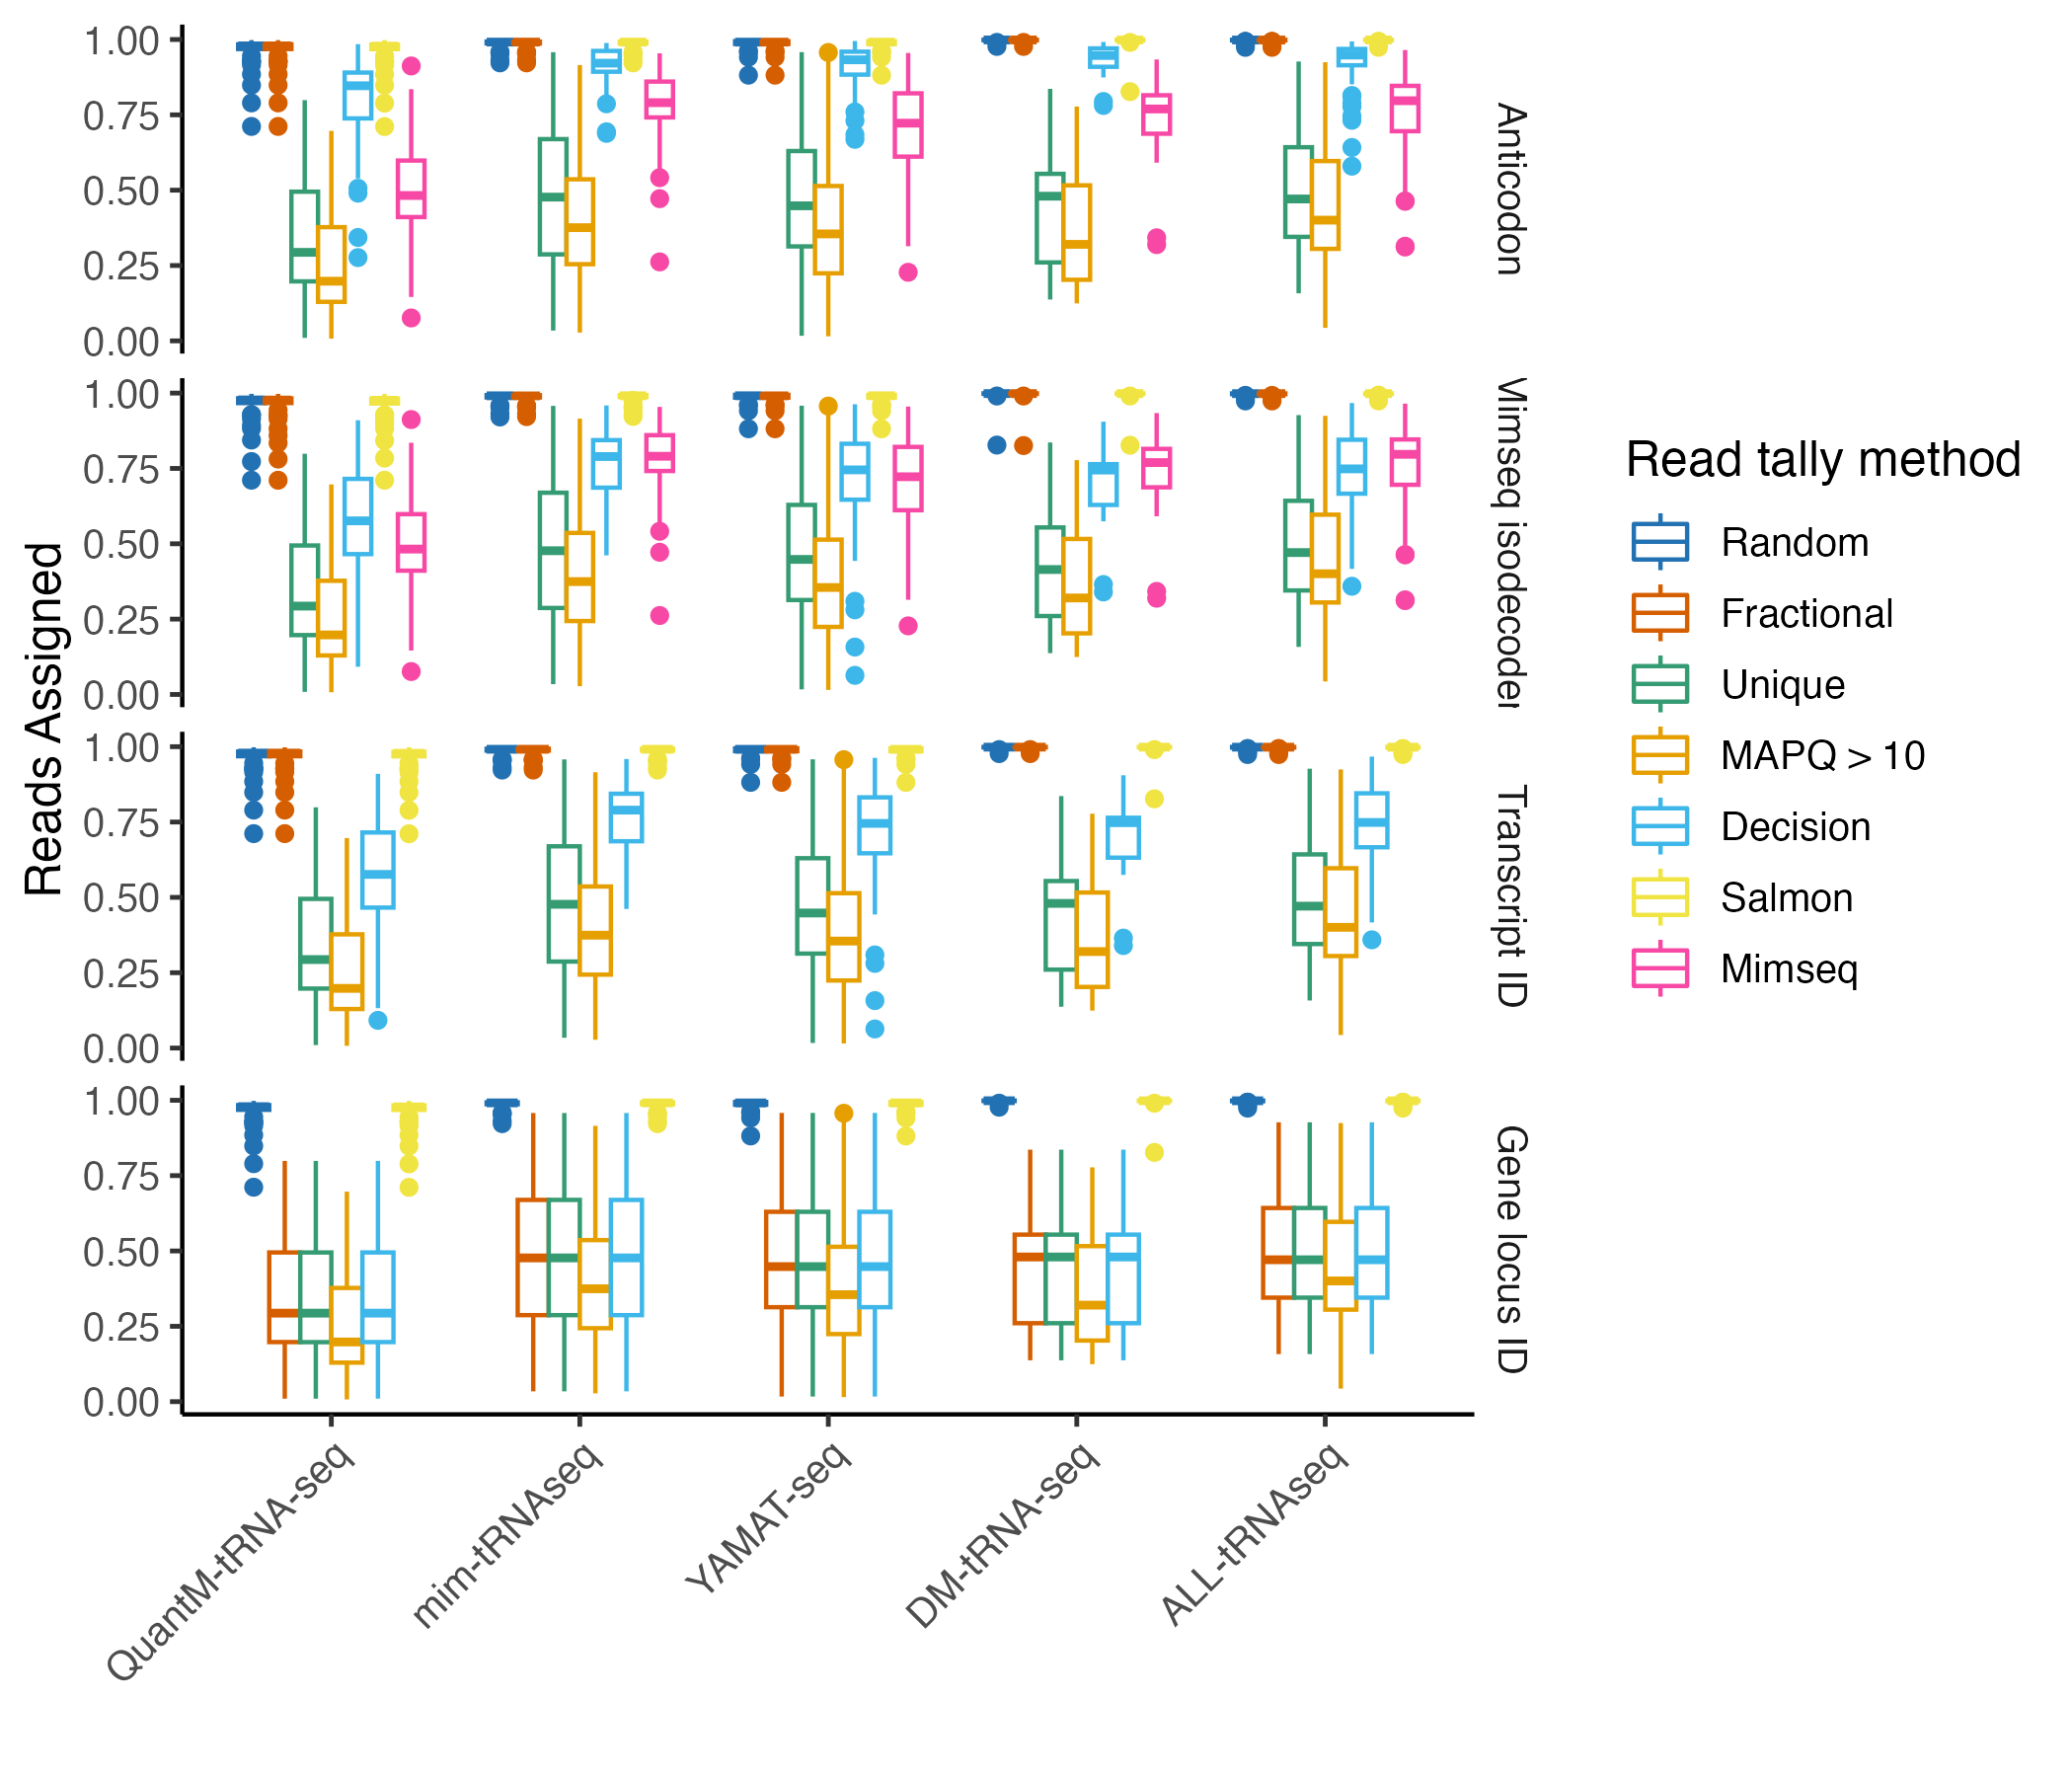 Reads Assigned
1.00
0.75
0.50
0.25
0.00
Anticodon
1.00
0.75
0.50
0.25
0.00
Mimseq isodecoder
1.00
0.75
0.50
0.25
0.00
Transcript ID
1.00
0.75
0.50
0.25
0.00
Gene locus ID
QuantM-tRNA-seq
mim-tRNAseq
YAMAT-seq
DM-tRNA-seq
ALL-tRNAseq
Read tally method
Random
Fractional
Unique
MAPQ > 10
Decision
Salmon
Mimseq